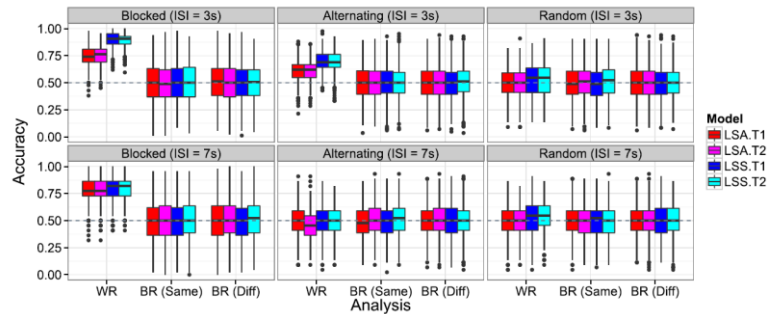 Blocked (ISI = 3s) Alternating (ISI = 3s) Random (ISI = 3s)
1.00
0.75
0.50
0.25
0.00
Blocked (ISI = 7s) Alternating (ISI = 7s) Random (ISI = 7s)
1.00
0.75
0.50
0.25
0.00
Accuracy
WR BR (Same) BR (Diff) WR BR (Same) BR (Diff) WR BR (Same) BR (Diff)
Analysis
Model
LSA.T1
LSA.T2
LSS.T1
LSS.T2